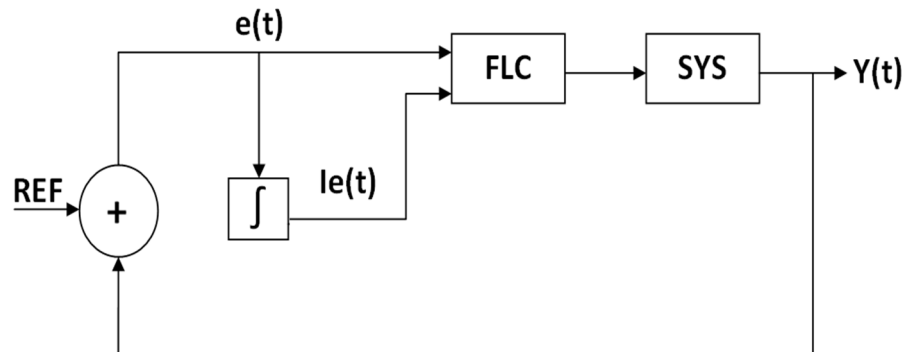 e(t)
FLC
SYS
Y(t)
REF
+
∫
Ie(t)